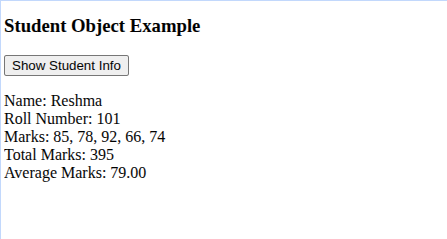 Student Object Example
Show Student Info
Name: Reshma
Roll Number: 101
Marks: 85, 78, 92, 66, 74
Total Marks: 395
Average Marks: 79.00